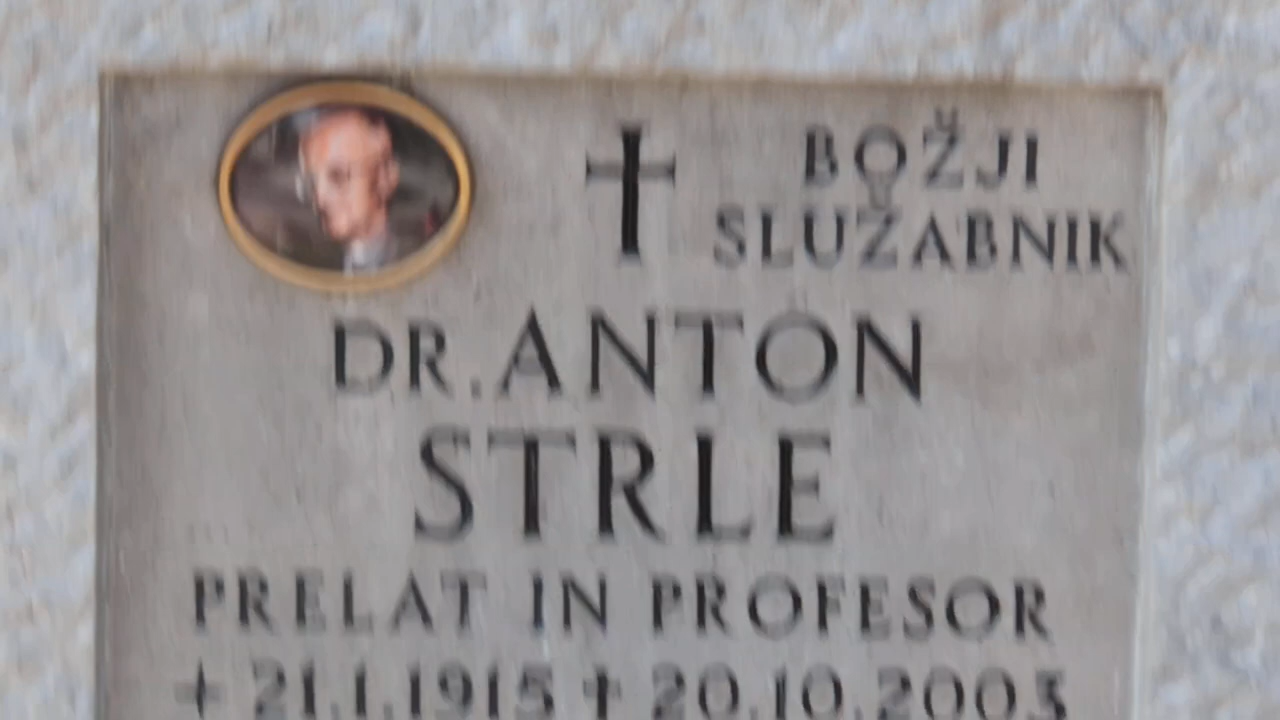 BOŽJI
SLUŽABNIK
DR. ANTON
STRLE
PRELAT IN PROFESOR
+ 21.1.1915 + 20.10.2003